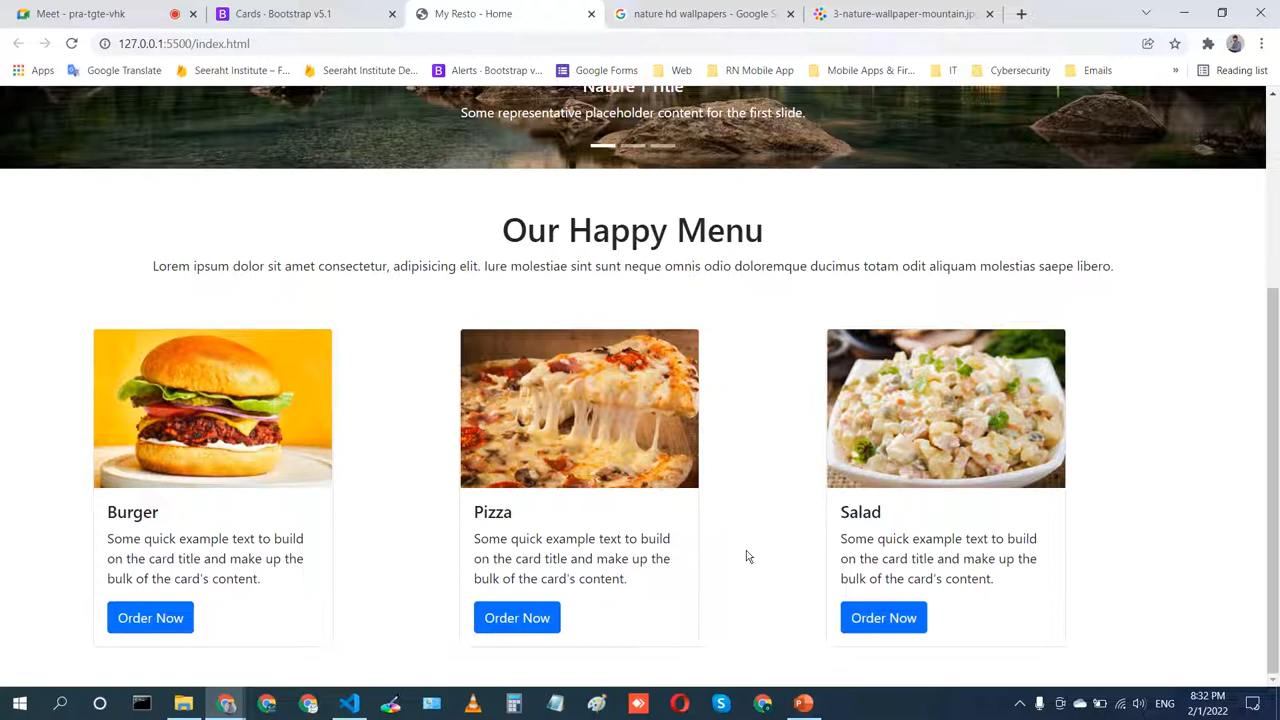 Meet - pra-etgw-hhk
Cards · Bootstrap v5.1
My Resto - Home
nature hd wallpapers - Google S
3-nature-wallpaper-mountain.jp
127.0.0.1:5500/index.html
Apps
Google Translate
Seeraht Institute – F...
Seeraht Institute De...
Alerts · Bootstrap v...
Google Forms
Web
RN Mobile App
Mobile Apps & Fir...
IT
Cybersecurity
Emails
»
Reading list
Nature 1 Title
Some representative placeholder content for the first slide.
Our Happy Menu
Lorem ipsum dolor sit amet consectetur, adipisicing elit. Iure molestiae sint sunt neque omnis odio doloremque ducimus totam odit aliquam molestias saepe libero.
Burger
Some quick example text to build
on the card title and make up the
bulk of the card's content.
Order Now
Pizza
Some quick example text to build
on the card title and make up the
bulk of the card's content.
Order Now
Salad
Some quick example text to build
on the card title and make up the
bulk of the card's content.
Order Now
8:32 PM
2/1/2022